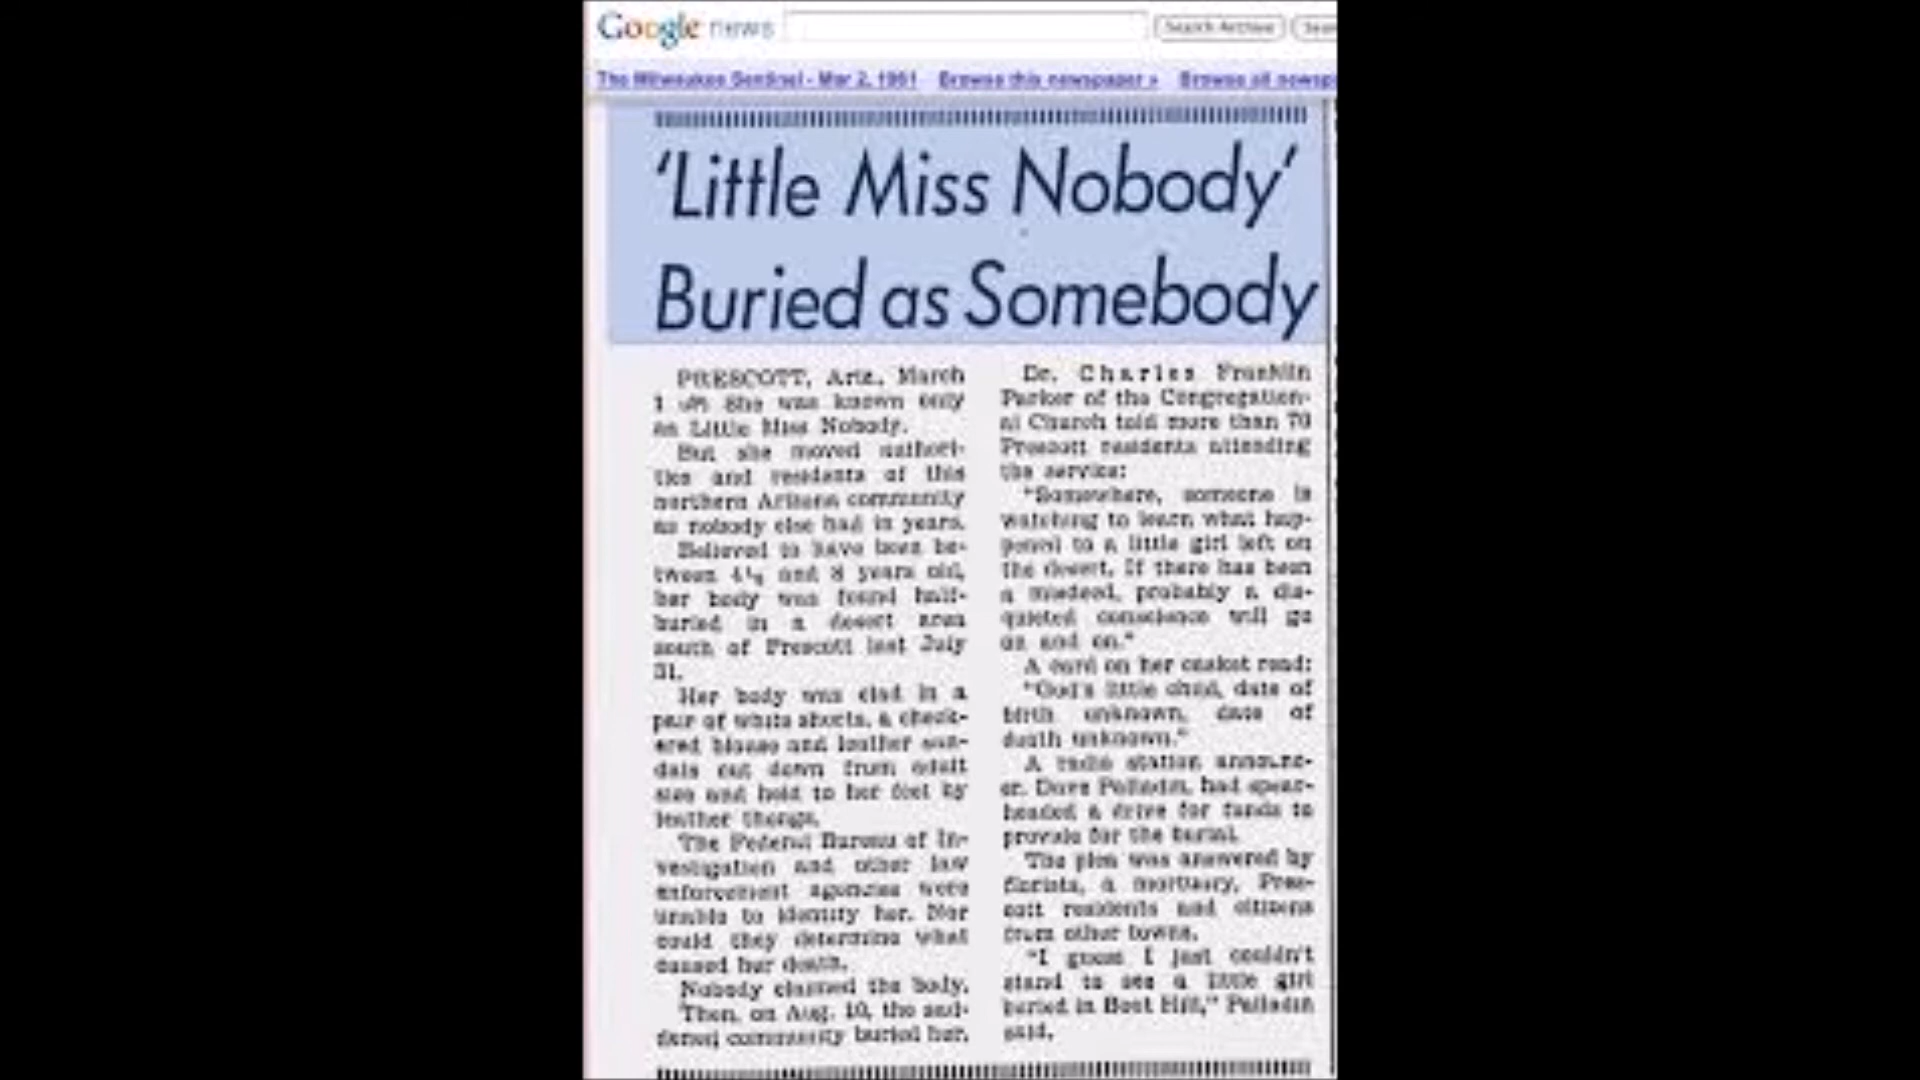 Google news
Search Archive
The Milwaukee Sentinel - Mar 2, 1961 Browse this newspaper »
'Little Miss Nobody'
Buried as Somebody
PRESCOTT, Ariz., March
1 She was known only
as Little Miss Nobody.
But she moved authori-
ties and residents of this
northern Arizona community
as nobody else had in years.
Believed to have been be-
tween 4½ and 8 years old,
her body was found half-
buried in a desert area
south of Prescott last July
31.
Her body was clad in a
pair of white shorts, a check-
ered blouse and leather san-
dals cut down from adult
size and held to her feet by
leather thongs.
The Federal Bureau of In-
vestigation and other law
enforcement agencies were
unable to identify her. Nor
could they determine what
caused her death.
Nobody claimed the body.
Then, on Aug. 10, the sad-
dened community buried her.
Dr. Charles Franklin
Parker of the Congregation-
al Church told more than 70
Prescott residents attending
the service:
"Somewhere, someone is
watching to learn what hap-
pened to a little girl left on
the desert. If there has been
a misdeed, probably a dis-
quieted conscience will go
on and on."
A card on her casket read:
"God's little child, date of
birth unknown, date of
death unknown."
A radio station announc-
er, Dave Palladin, had spear-
headed a drive for funds to
provide for the burial.
The plea was answered by
florists, a mortuary, Pres-
cott residents and citizens
from other towns.
"I guess I just couldn't
stand to see a little girl
buried in Boot Hill," Palladin
said.